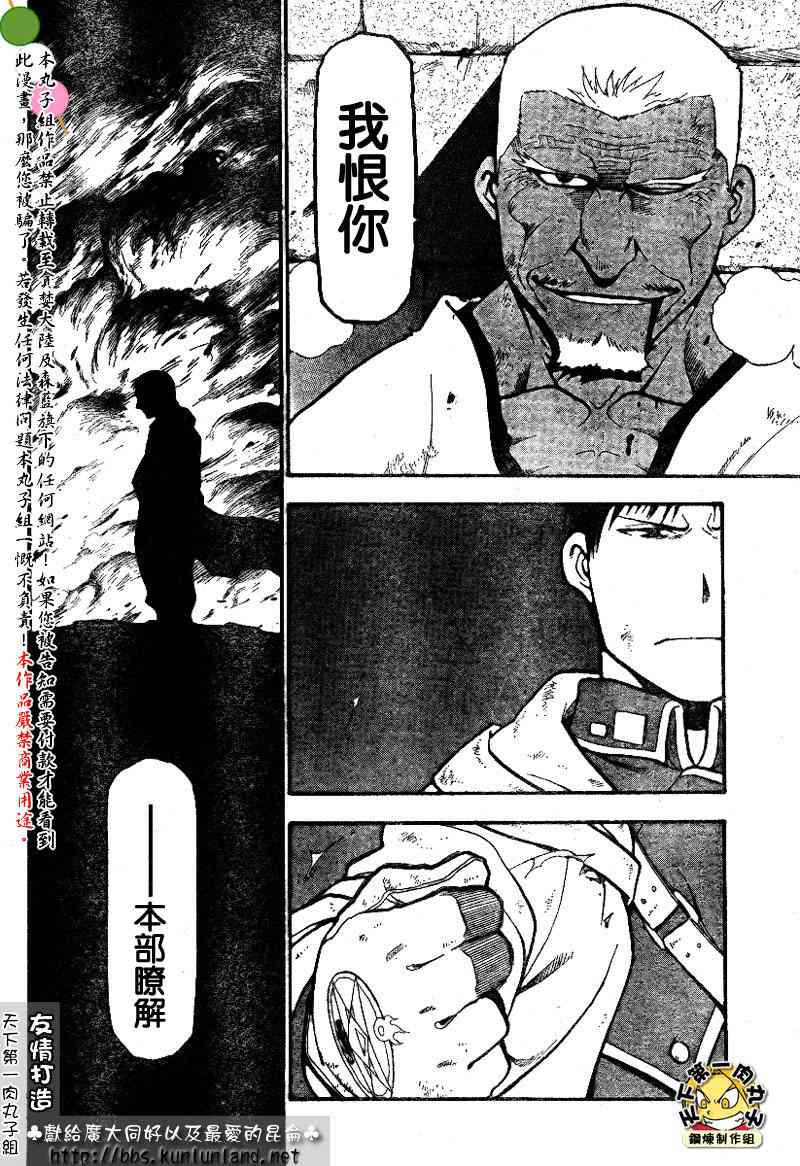 我恨你
——本部瞭解
本丸子組作品禁止轉載至貪婪大陸及森藍旗下的任何網站！如果您被告知需要付款才能看到
此漫畫，那麼您被騙了。若發生任何法律問題本丸子組一慨不負責！本作品嚴禁商業用途。
友情打造
天下第一肉丸子組
♣獻給廣大同好以及最愛的昆侖♣
http://bbs.kunlunland.net
天下第一肉丸子
鋼煉制作組